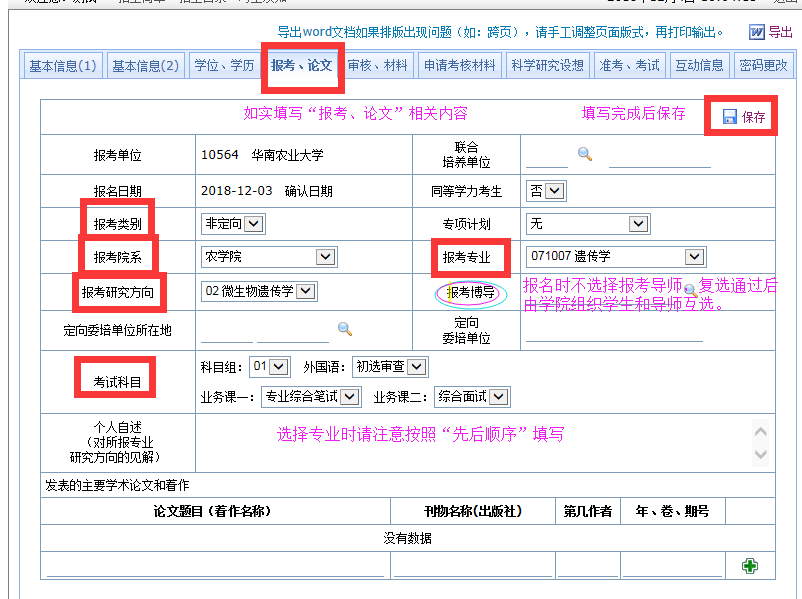 导出word文档如果排版出现问题（如：跨页），请手工调整页面版式，再打印输出。 导出
基本信息(1) 基本信息(2) 学位、学历 报考、论文 审核、材料 申请考核材料 科学研究设想 准考、考试 互动信息 密码更改
如实填写“报考、论文”相关内容 填写完成后保存 保存
报考单位 10564 华南农业大学 联合
培养单位
报名日期 2018-12-03 确认日期 同等学力考生 否
报考类别 非定向 专项计划 无
报考院系 农学院 报考专业 071007 遗传学
报考研究方向 02 微生物遗传学 报考博导 报名时不选择报考导师。复选通过后
由学院组织学生和导师互选。
定向委培单位所在地 定向
委培单位
考试科目 科目组： 01 外国语： 初选审查
业务课一： 专业综合笔试 业务课二： 综合面试
个人自述
（对所报专业
研究方向的见解） 选择专业时请注意按照“先后顺序”填写
发表的主要学术论文和着作
论文题目（着作名称） 刊物名称(出版社) 第几作者 年、卷、期号
没有数据